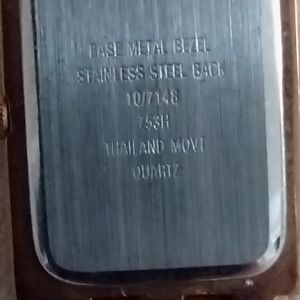 BASE METAL BEZEL
STAINLESS STEEL BACK
10/7148
753H
THAILAND MOVT
QUARTZ